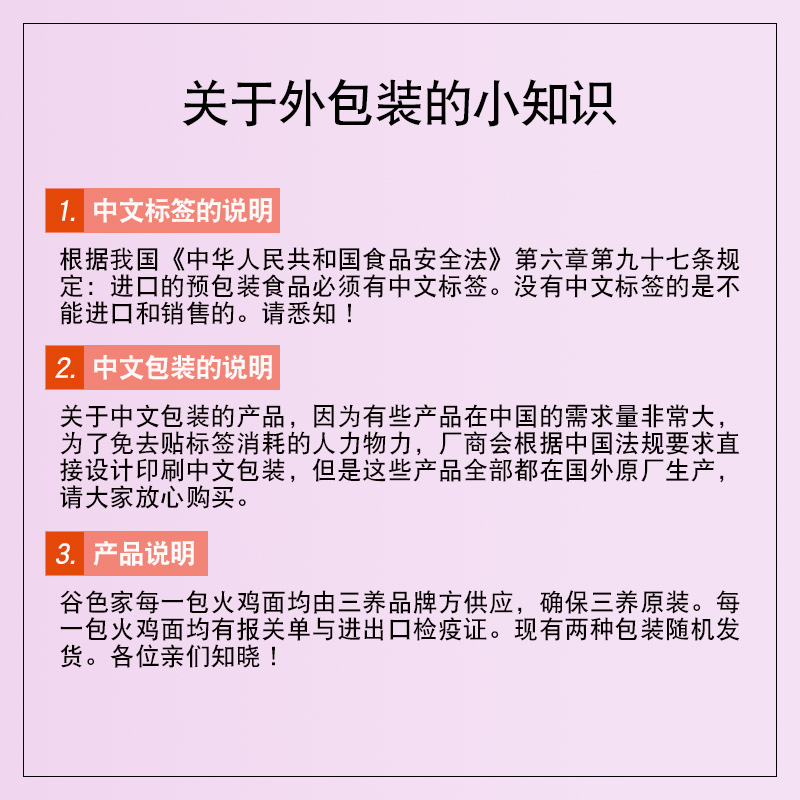 关于外包装的小知识
1. 中文标签的说明
根据我国《中华人民共和国食品安全法》第六章第九十七条规
定：进口的预包装食品必须有中文标签。没有中文标签的是不
能进口和销售的。请悉知！
2. 中文包装的说明
关于中文包装的产品，因为有些产品在中国的需求量非常大，
为了免去贴标签消耗的人力物力，厂商会根据中国法规要求直
接设计印刷中文包装，但是这些产品全部都在国外原厂生产，
请大家放心购买。
3. 产品说明
谷色家每一包火鸡面均由三养品牌方供应，确保三养原装。每
一包火鸡面均有报关单与进出口检疫证。现有两种包装随机发
货。各位亲们知晓！